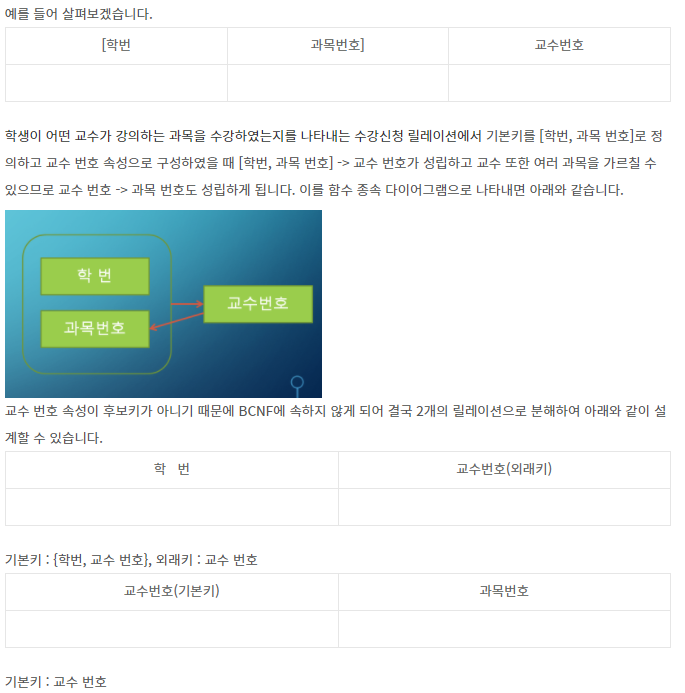 예를 들어 살펴보겠습니다.
[학번 과목번호] 교수번호
학생이 어떤 교수가 강의하는 과목을 수강하였는지를 나타내는 수강신청 릴레이션에서 기본키를 [학번, 과목 번호]로 정
의하고 교수 번호 속성으로 구성하였을 때 [학번, 과목 번호] -> 교수 번호가 성립하고 교수 또한 여러 과목을 가르칠 수
있으므로 교수 번호 -> 과목 번호도 성립하게 됩니다. 이를 함수 종속 다이어그램으로 나타내면 아래와 같습니다.
학 번
교수번호
과목번호
교수 번호 속성이 후보키가 아니기 때문에 BCNF에 속하지 않게 되어 결국 2개의 릴레이션으로 분해하여 아래와 같이 설
계할 수 있습니다.
학 번 교수번호(외래키)
기본키 : {학번, 교수 번호}, 외래키 : 교수 번호
교수번호(기본키) 과목번호
기본키 : 교수 번호